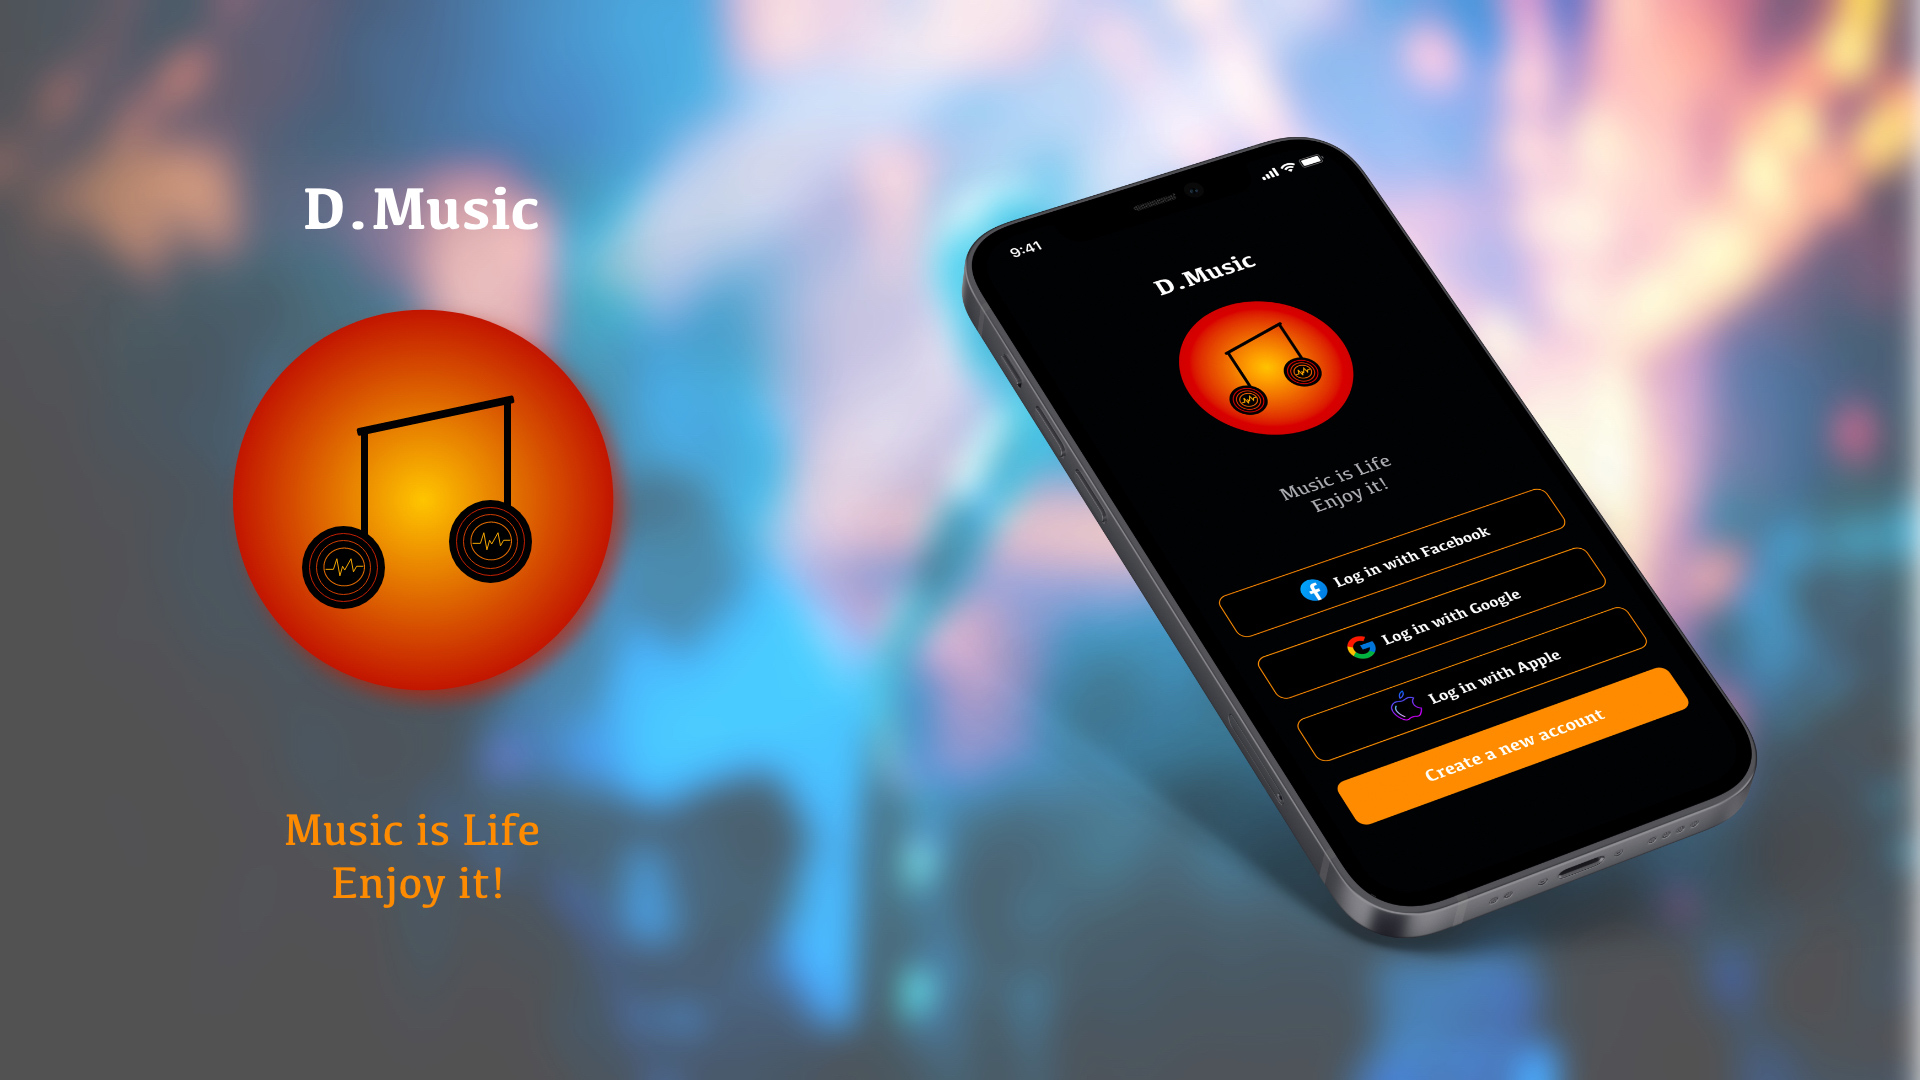 D.Music
Music is Life
Enjoy it!
9:41
D.Music
Music is Life
Enjoy it!
Log in with Facebook
Log in with Google
Log in with Apple
Create a new account